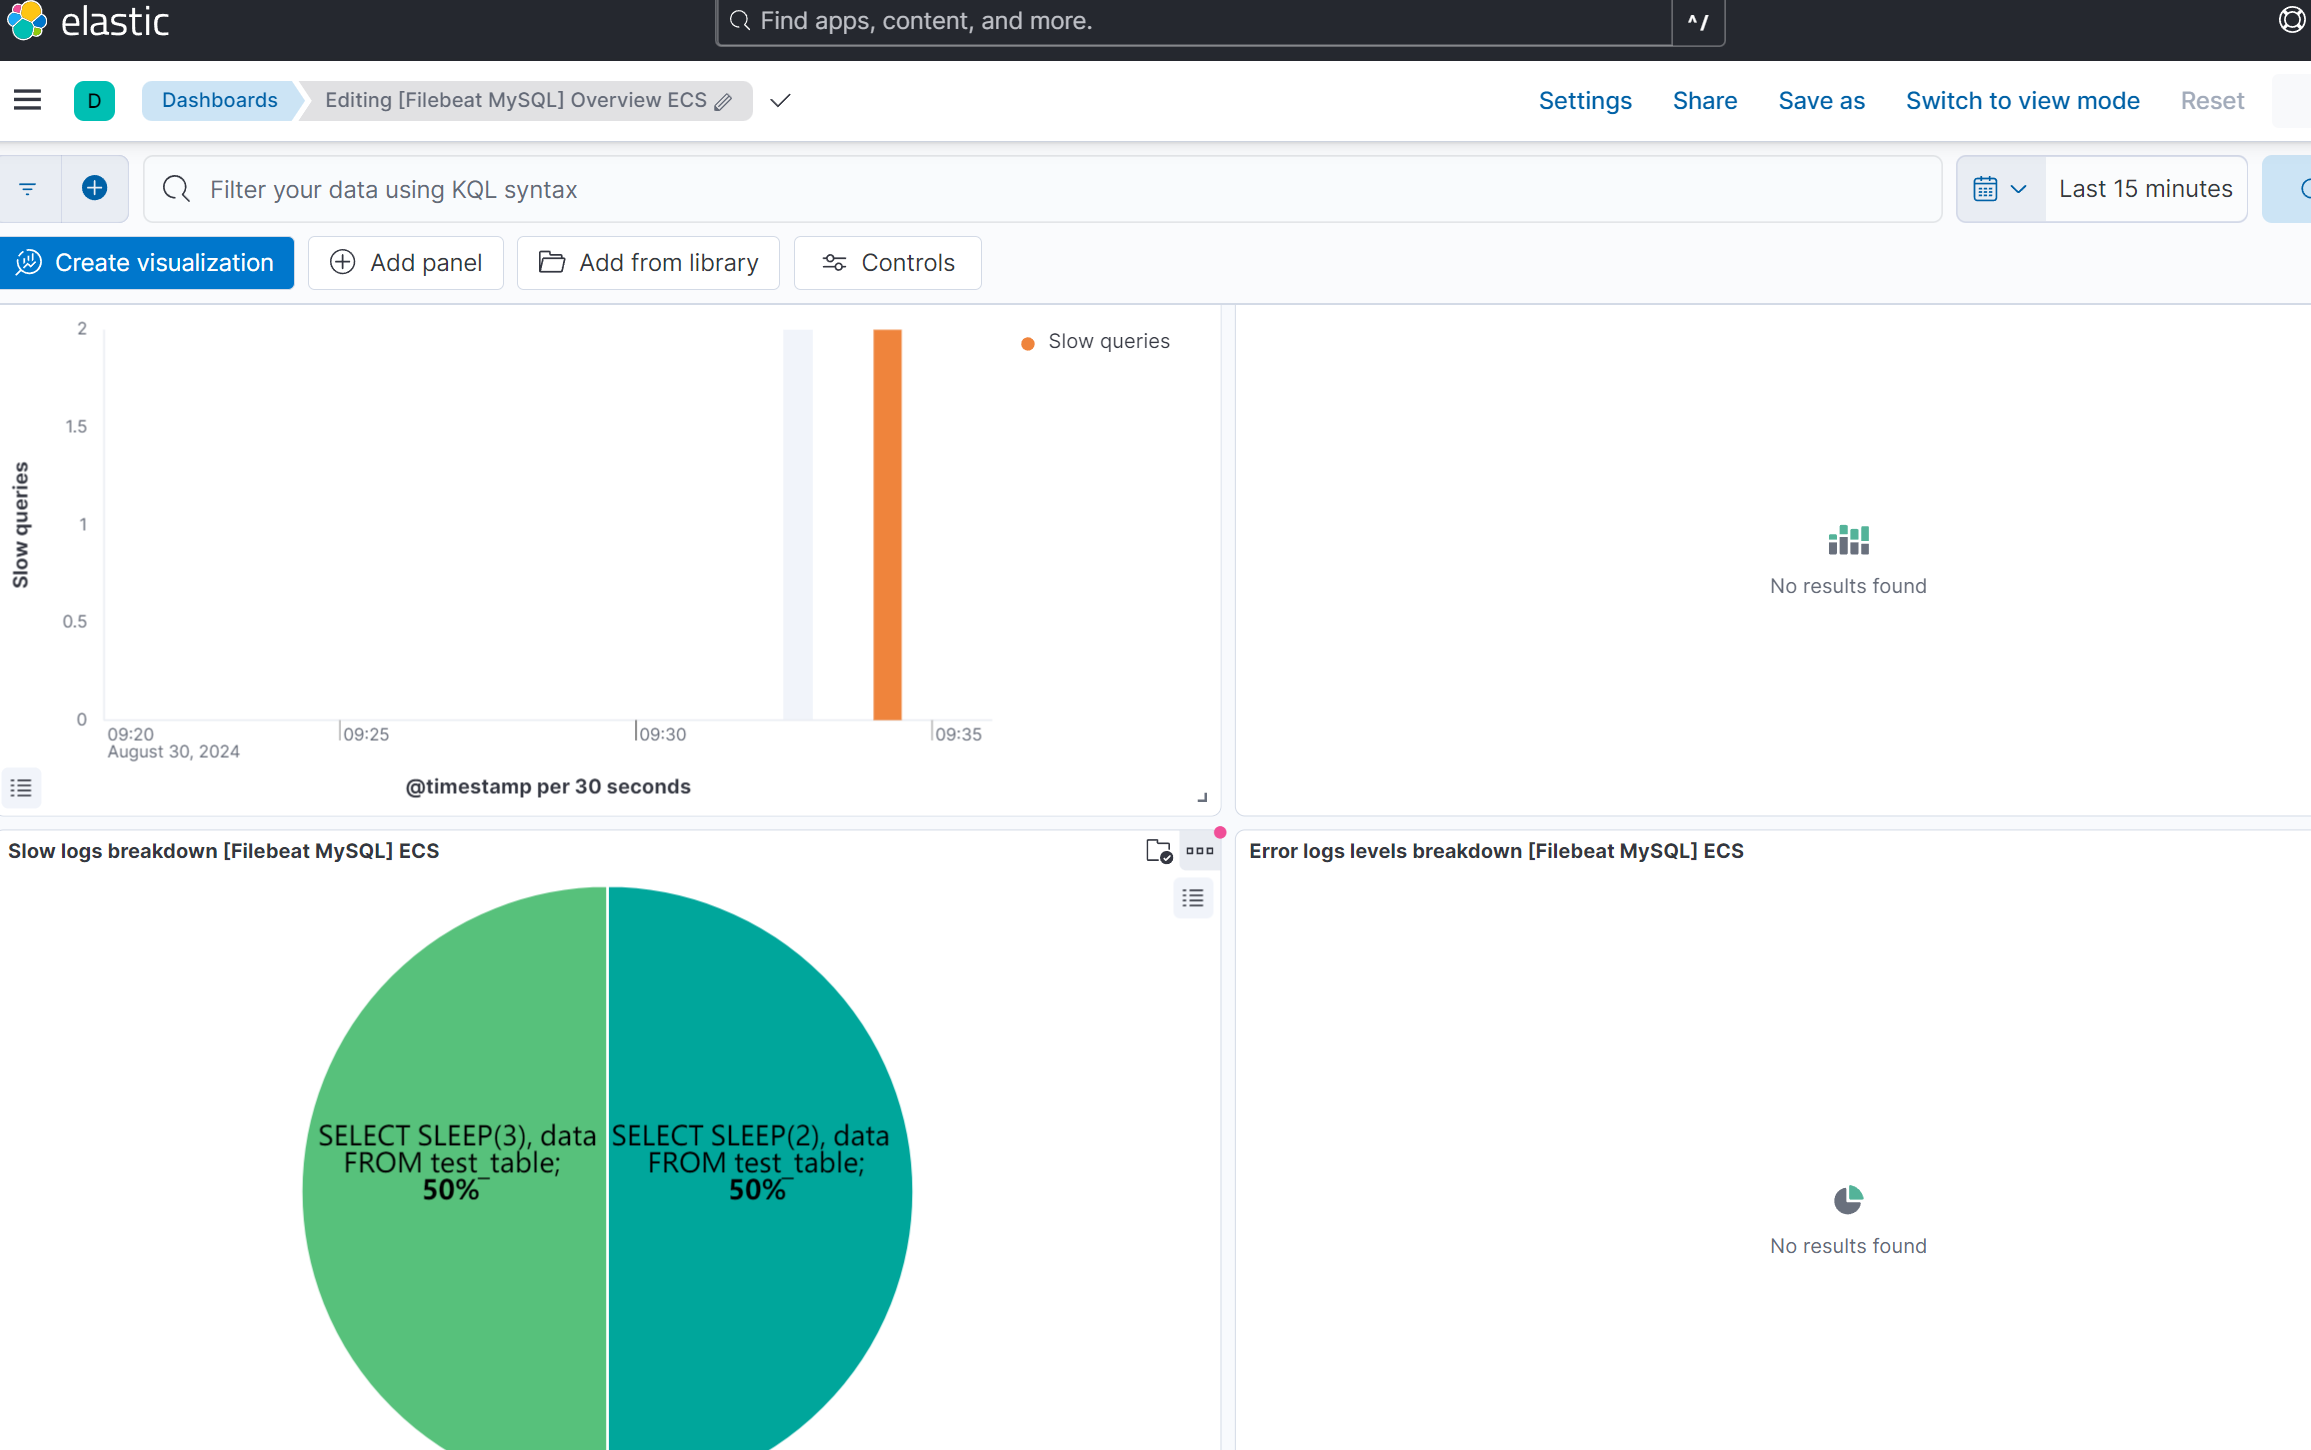 elastic
Find apps, content, and more.
^/
D
Dashboards
Editing [Filebeat MySQL] Overview ECS
Settings
Share
Save as
Switch to view mode
Reset
Filter your data using KQL syntax
Last 15 minutes
Create visualization
Add panel
Add from library
Controls
2
1.5
1
0.5
0
Slow queries
Slow queries
09:20
August 30, 2024
09:25
09:30
09:35
@timestamp per 30 seconds
No results found
Slow logs breakdown [Filebeat MySQL] ECS
SELECT SLEEP(3), data
FROM test_table;
50%
SELECT SLEEP(2), data
FROM test_table;
50%
Error logs levels breakdown [Filebeat MySQL] ECS
No results found